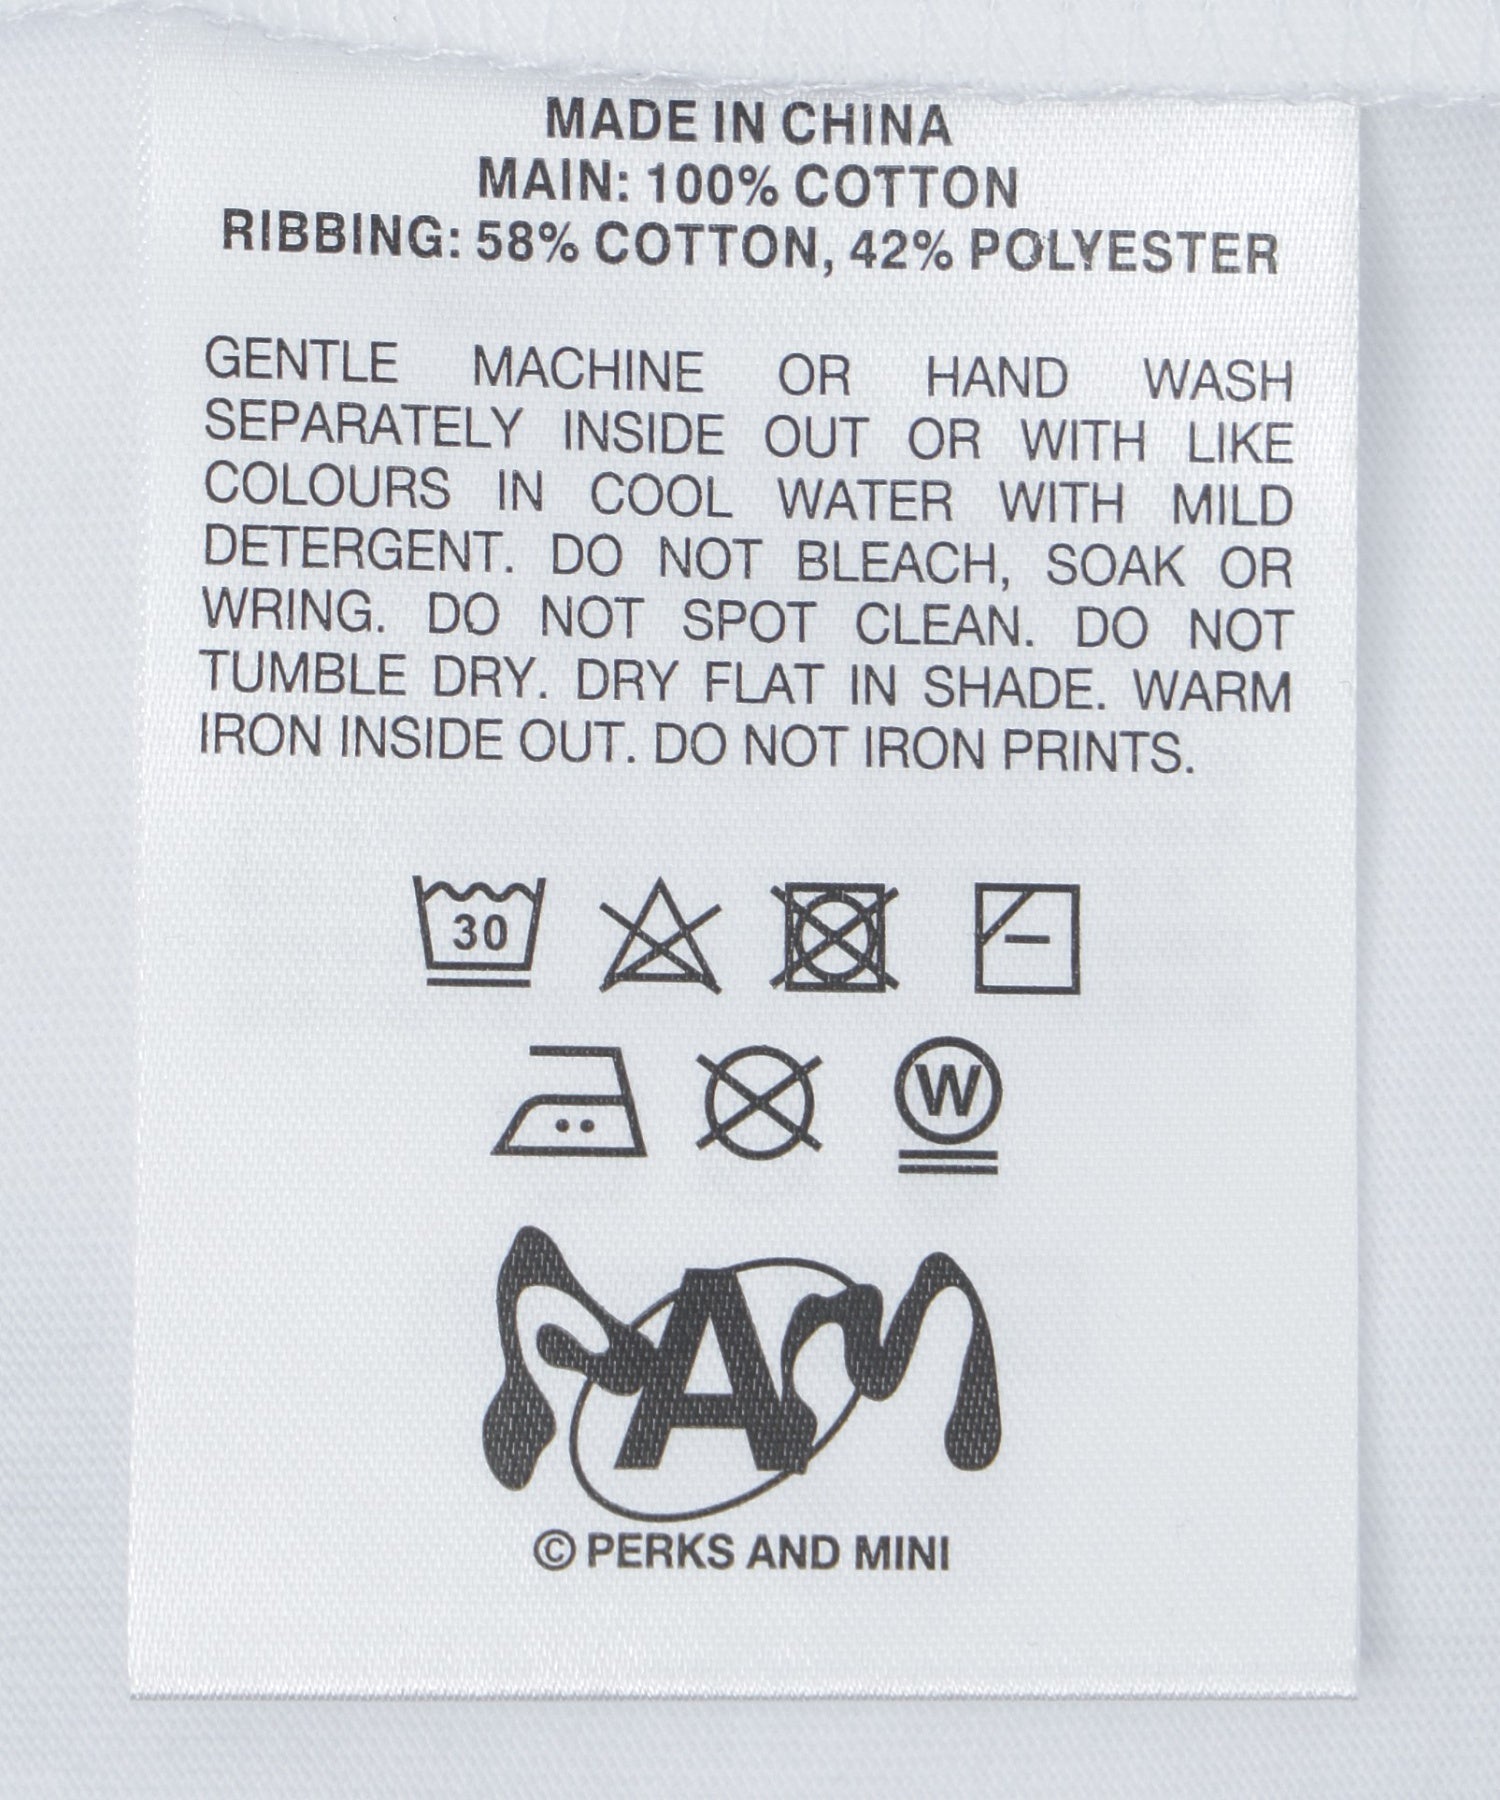 MADE IN CHINA
MAIN: 100% COTTON
RIBBING: 58% COTTON, 42% POLYESTER
GENTLE MACHINE OR HAND WASH
SEPARATELY INSIDE OUT OR WITH LIKE
COLOURS IN COOL WATER WITH MILD
DETERGENT. DO NOT BLEACH, SOAK OR
WRING. DO NOT SPOT CLEAN. DO NOT
TUMBLE DRY. DRY FLAT IN SHADE. WARM
IRON INSIDE OUT. DO NOT IRON PRINTS.
30
W
PAM
© PERKS AND MINI